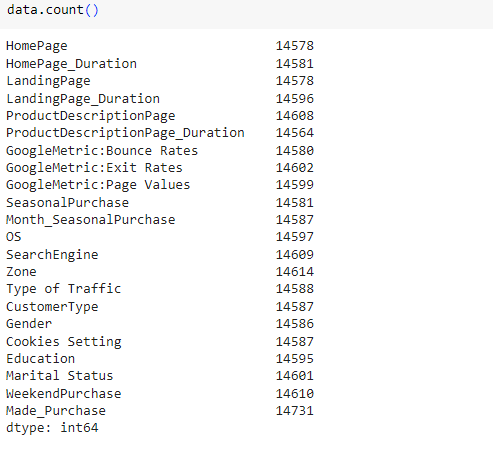 data.count()
HomePage 14578
HomePage_Duration 14581
LandingPage 14578
LandingPage_Duration 14596
ProductDescriptionPage 14608
ProductDescriptionPage_Duration 14564
GoogleMetric:Bounce Rates 14580
GoogleMetric:Exit Rates 14602
GoogleMetric:Page Values 14599
SeasonalPurchase 14581
Month_SeasonalPurchase 14587
OS 14597
SearchEngine 14609
Zone 14614
Type of Traffic 14588
CustomerType 14587
Gender 14586
Cookies Setting 14587
Education 14595
Marital Status 14601
WeekendPurchase 14610
Made_Purchase 14731
dtype: int64